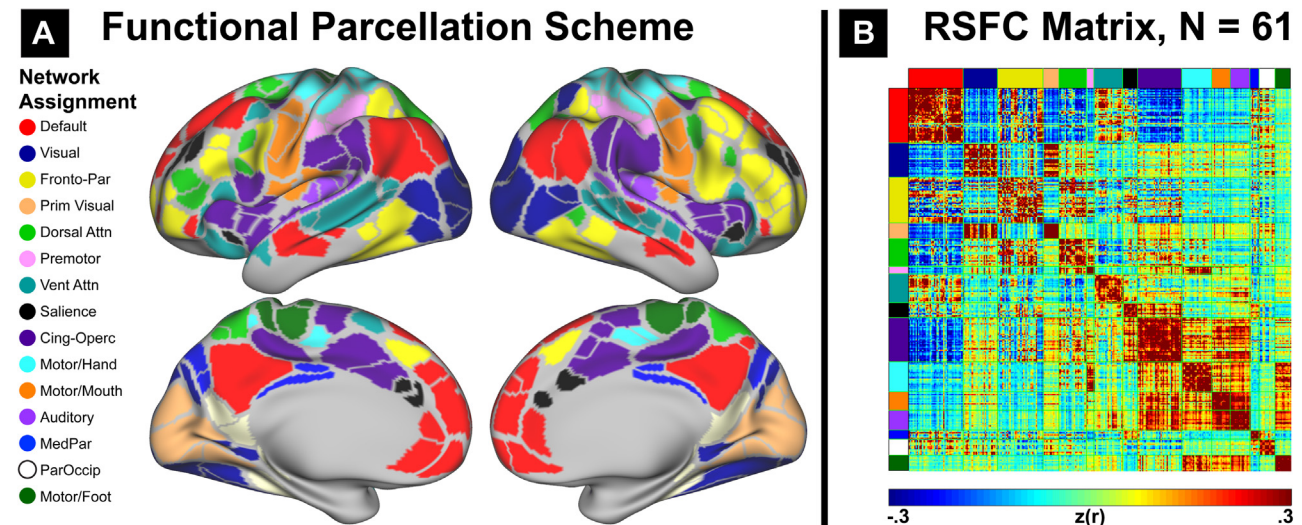 A Functional Parcellation Scheme
Network
Assignment
Default
Visual
Fronto-Par
Prim Visual
Dorsal Attn
Premotor
Vent Attn
Salience
Cing-Operc
Motor/Hand
Motor/Mouth
Auditory
MedPar
ParOccip
Motor/Foot
B RSFC Matrix, N = 61
-.3 z(r) .3